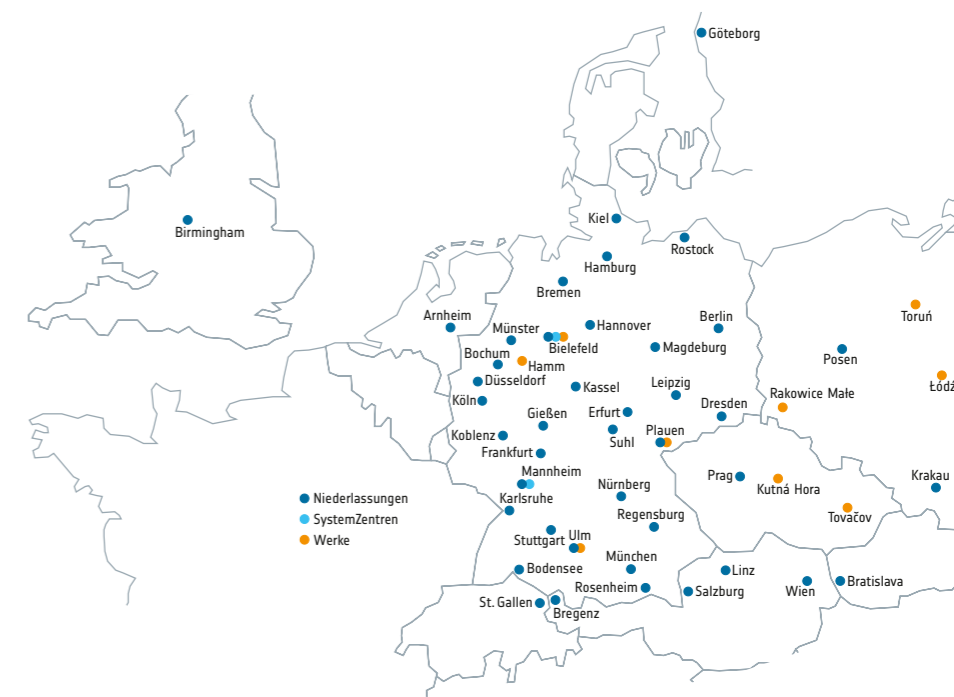 Göteborg
Birmingham
Kiel
Rostock
Hamburg
Bremen
Arnheim
Münster
Hannover
Berlin
Toruń
Bielefeld
Magdeburg
Posen
Bochum
Hamm
Düsseldorf
Kassel
Leipzig
Łódź
Rakowice Małe
Köln
Gießen
Erfurt
Dresden
Koblenz
Suhl
Plauen
Frankfurt
Mannheim
Prag
Kutná Hora
Krakau
Karlsruhe
Nürnberg
Regensburg
Tovačov
Niederlassungen
SystemZentren
Werke
Stuttgart
Ulm
Bodensee
München
Linz
Rosenheim
Salzburg
Wien
Bratislava
St. Gallen
Bregenz